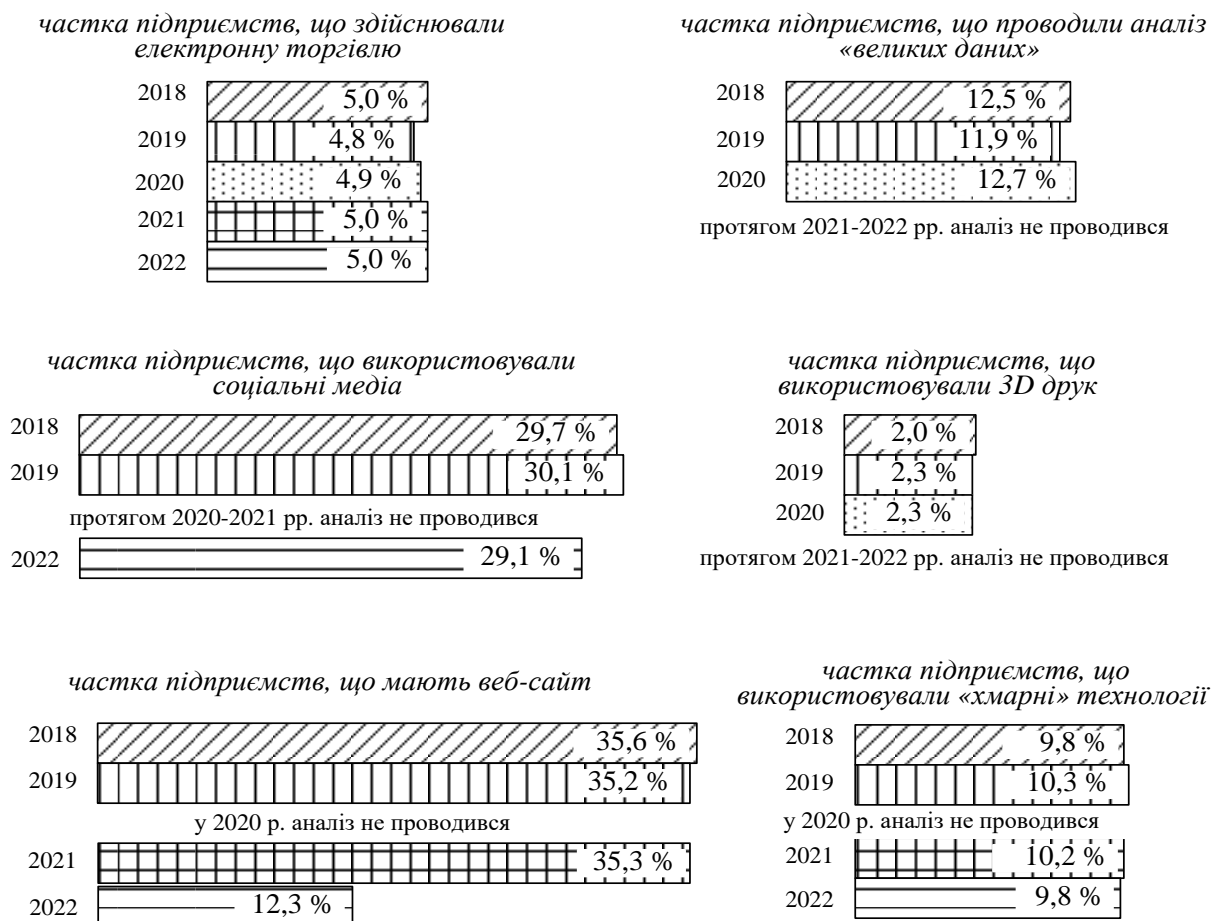 частка підприємств, що здійснювали
електронну торгівлю
2018 5,0 %
2019 4,8 %
2020 4,9 %
2021 5,0 %
2022 5,0 %
частка підприємств, що проводили аналіз
«великих даних»
2018 12,5 %
2019 11,9 %
2020 12,7 %
протягом 2021-2022 рр. аналіз не проводився
частка підприємств, що використовували
соціальні медіа
2018 29,7 %
2019 30,1 %
протягом 2020-2021 рр. аналіз не проводився
2022 29,1 %
частка підприємств, що
використовували 3D друк
2018 2,0 %
2019 2,3 %
2020 2,3 %
протягом 2021-2022 рр. аналіз не проводився
частка підприємств, що мають веб-сайт
2018 35,6 %
2019 35,2 %
у 2020 р. аналіз не проводився
2021 35,3 %
2022 12,3 %
частка підприємств, що
використовували «хмарні» технології
2018 9,8 %
2019 10,3 %
у 2020 р. аналіз не проводився
2021 10,2 %
2022 9,8 %